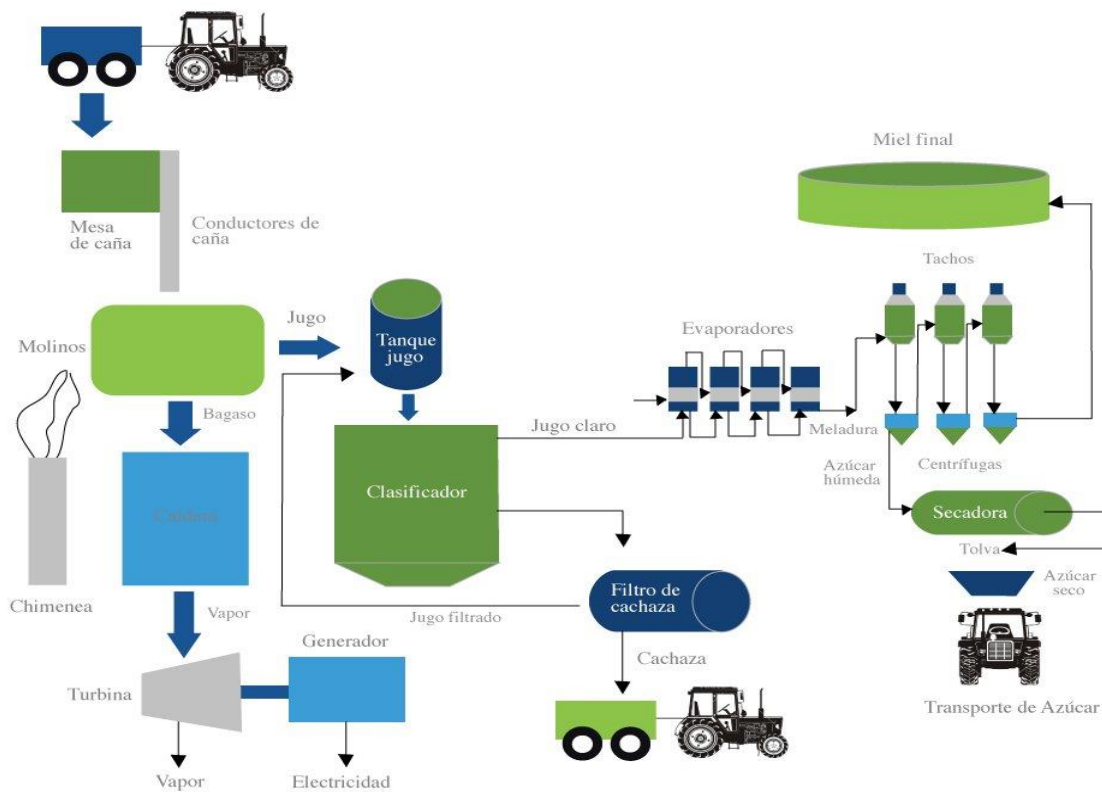 Miel final
Mesa
de caña
Conductores de
caña
Tachos
Jugo
Molinos
Tanque
jugo
Evaporadores
Bagaso
Jugo claro
Meladura
Azúcar
húmeda
Centrífugas
Clasificador
Caldera
Secadora
Tolva
Azúcar
seco
Chimenea
Vapor
Jugo filtrado
Filtro de
cachaza
Generador
Cachaza
Turbina
Transporte de Azúcar
Vapor
Electricidad